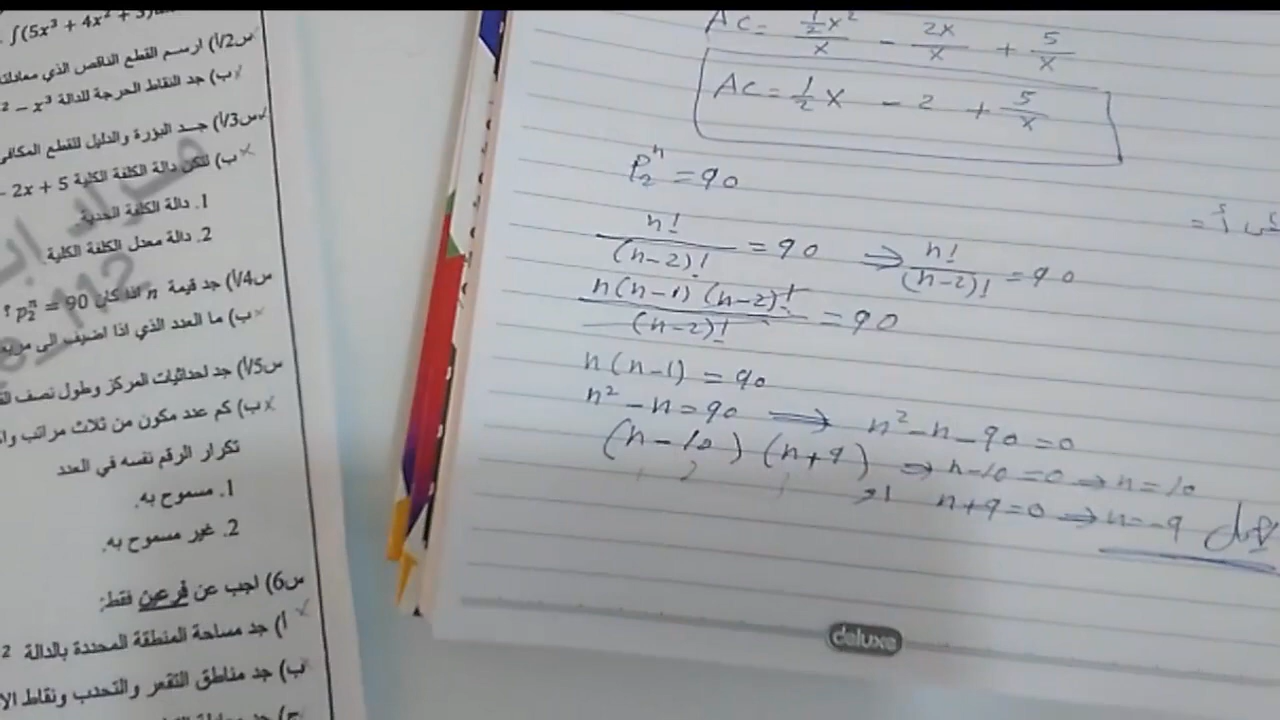 ∫(5x³ + 4x² + 3)dx
س2/أ) ارسم القطع الناقص الذي معادلته
ب) جد النقاط الحرجة للدالة x³ − ²
س3/أ) جد البؤرة والدليل للقطع المكافئ
ب) لتكن دالة الكلفة الكلية 5 + 2x −
1. دالة الكلفة الحدية.
2. دالة معدل الكلفة الكلية.
س4/أ) جد قيمة n اذا كان P₂ⁿ = 90 ؟
ب) ما العدد الذي اذا اضيف الى مربعه
س5/أ) جد احداثيات المركز وطول نصف
ب) كم عدد مكون من ثلاث مراتب
تكرار الرقم نفسه في العدد
1. مسموح به.
2. غير مسموح به.
س6) اجب عن فرعين فقط:
أ) جد مساحة المنطقة المحددة بالدالة ²
ب) جد مناطق التقعر والتحدب ونقاط
AC = ½x²/x − 2x/x + 5/x
AC = ½x − 2 + 5/x
P₂ⁿ = 90
n!/(n−2)! = 90 ⇒ n!/(n−2)! = 90
n(n−1)(n−2)!/(n−2)! = 90
n(n−1) = 90
n² − n = 90 ⇒ n² − n − 90 = 0
(n−10)(n+9) ⇒ n−10 = 0 ⇒ n = 10
او n+9 = 0 ⇒ n = −9
deluxe